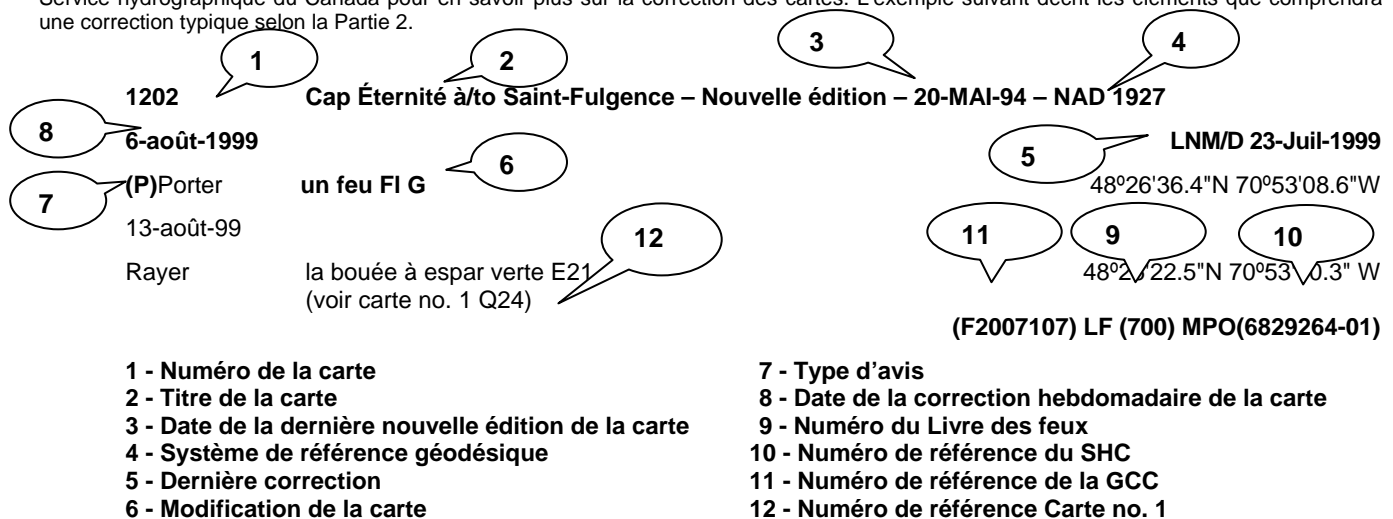 Service hydrographique du Canada pour en savoir plus sur la correction des cartes. L'exemple suivant décrit les éléments que comprendra
une correction typique selon la Partie 2.
3 4
1 2
1202 Cap Éternité à/to Saint-Fulgence – Nouvelle édition – 20-MAI-94 – NAD 1927
8 6-août-1999 5 LNM/D 23-Juil-1999
7 (P)Porter un feu Fl G 6 48º26'36.4"N 70º53'08.6"W
13-août-99 12 11 9 10
Rayer la bouée à espar verte E21 22.5"N 70º53 0.3" W
(voir carte no. 1 Q24)
(F2007107) LF (700) MPO(6829264-01)
1 - Numéro de la carte 7 - Type d'avis
2 - Titre de la carte 8 - Date de la correction hebdomadaire de la carte
3 - Date de la dernière nouvelle édition de la carte 9 - Numéro du Livre des feux
4 - Système de référence géodésique 10 - Numéro de référence du SHC
5 - Dernière correction 11 - Numéro de référence de la GCC
6 - Modification de la carte 12 - Numéro de référence Carte no. 1